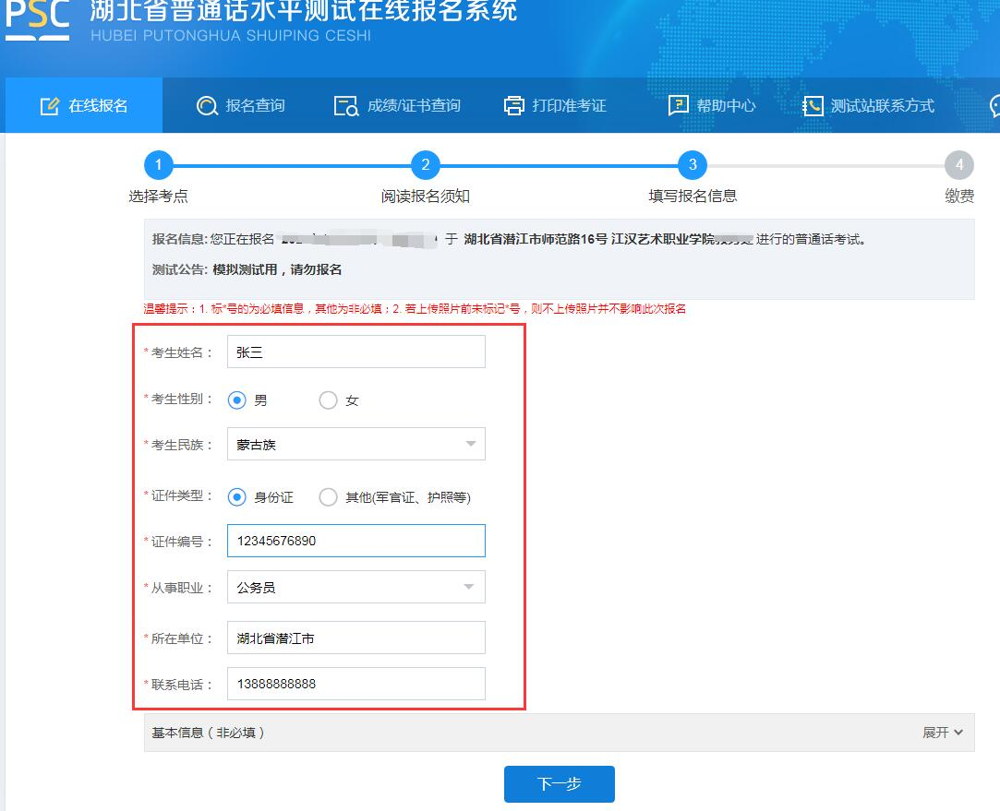 PSC 湖北省普通话水平测试在线报名系统
HUBEI PUTONGHUA SHUIPING CESHI
在线报名 报名查询 成绩/证书查询 打印准考证 帮助中心 测试站联系方式
1 2 3 4
选择考点 阅读报名须知 填写报名信息 缴费
报名信息: 您正在报名 于 湖北省潜江市师范路16号 江汉艺术职业学院 进行的普通话考试。
测试公告: 模拟测试用，请勿报名
温馨提示：1. 标*号的为必填信息，其他为非必填；2. 若上传照片前未标记*号，则不上传照片并不影响此次报名
*考生姓名： 张三
*考生性别： 男 女
*考生民族： 蒙古族
*证件类型： 身份证 其他(军官证、护照等)
*证件编号： 12345676890
*从事职业： 公务员
*所在单位： 湖北省潜江市
*联系电话： 13888888888
基本信息（非必填） 展开
下一步